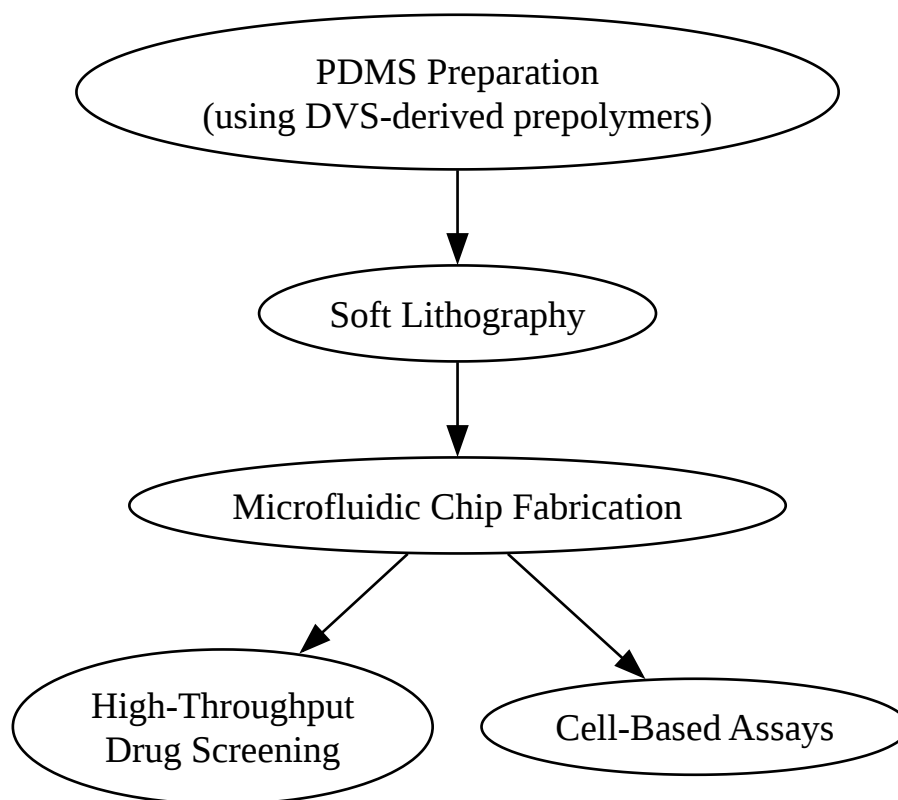 PDMS Preparation
(using DVS-derived prepolymers)
Soft Lithography
Microfluidic Chip Fabrication
High-Throughput
Drug Screening
Cell-Based Assays